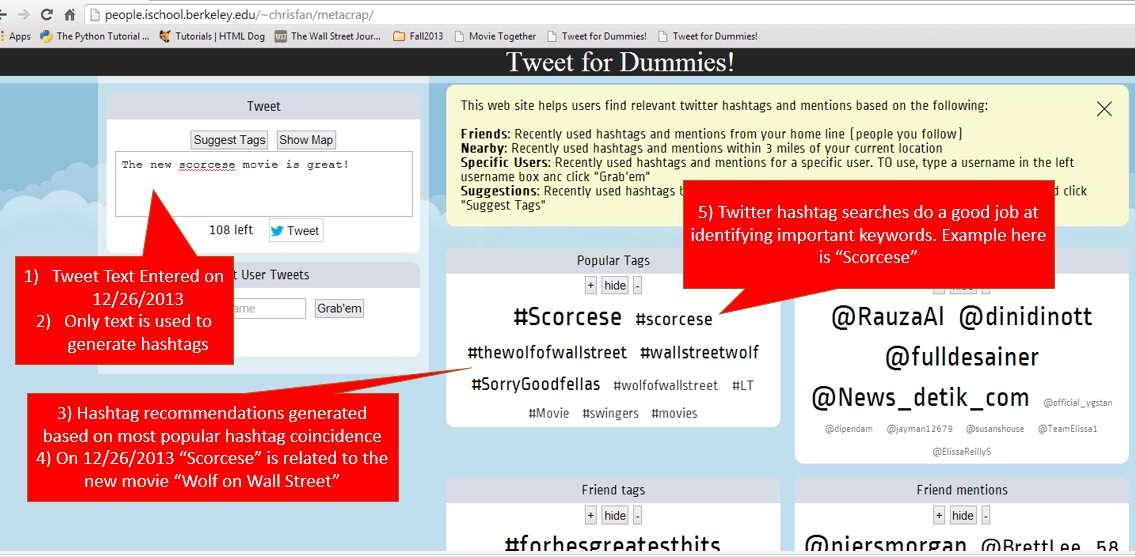 people.ischool.berkeley.edu/~chrisfan/metacrap/
Apps The Python Tutorial ... Tutorials | HTML Dog The Wall Street Jour... Fall2013 Movie Together Tweet for Dummies! Tweet for Dummies!
Tweet for Dummies!
Tweet
Suggest Tags Show Map
The new scorcese movie is great!
108 left Tweet
User Tweets
Grab'em
1) Tweet Text Entered on
12/26/2013
2) Only text is used to
generate hashtags
3) Hashtag recommendations generated
based on most popular hashtag coincidence
4) On 12/26/2013 “Scorcese” is related to the
new movie “Wolf on Wall Street”
This web site helps users find relevant twitter hashtags and mentions based on the following:
Friends: Recently used hashtags and mentions from your home line (people you follow)
Nearby: Recently used hashtags and mentions within 3 miles of your current location
Specific Users: Recently used hashtags and mentions for a specific user. TO use, type a username in the left
username box anc click "Grab'em"
Suggestions: Recently used hashtags click
"Suggest Tags"
5) Twitter hashtag searches do a good job at
identifying important keywords. Example here
is “Scorcese”
Popular Tags
+ hide -
#Scorcese #scorcese
#thewolfofwallstreet #wallstreetwolf
#SorryGoodfellas #wolfofwallstreet #LT
#Movie #swingers #movies
hide
@RauzaAl @dinidinott
@fulldesainer
@News_detik_com @official_ygstan
@dipendam @jayman12679 @susanshouse @TeamElissa1
@ElissaReillyS
Friend tags
+ hide -
#forbesgreatesthits
Friend mentions
+ hide -
@piersmorgan @BrettLee_58